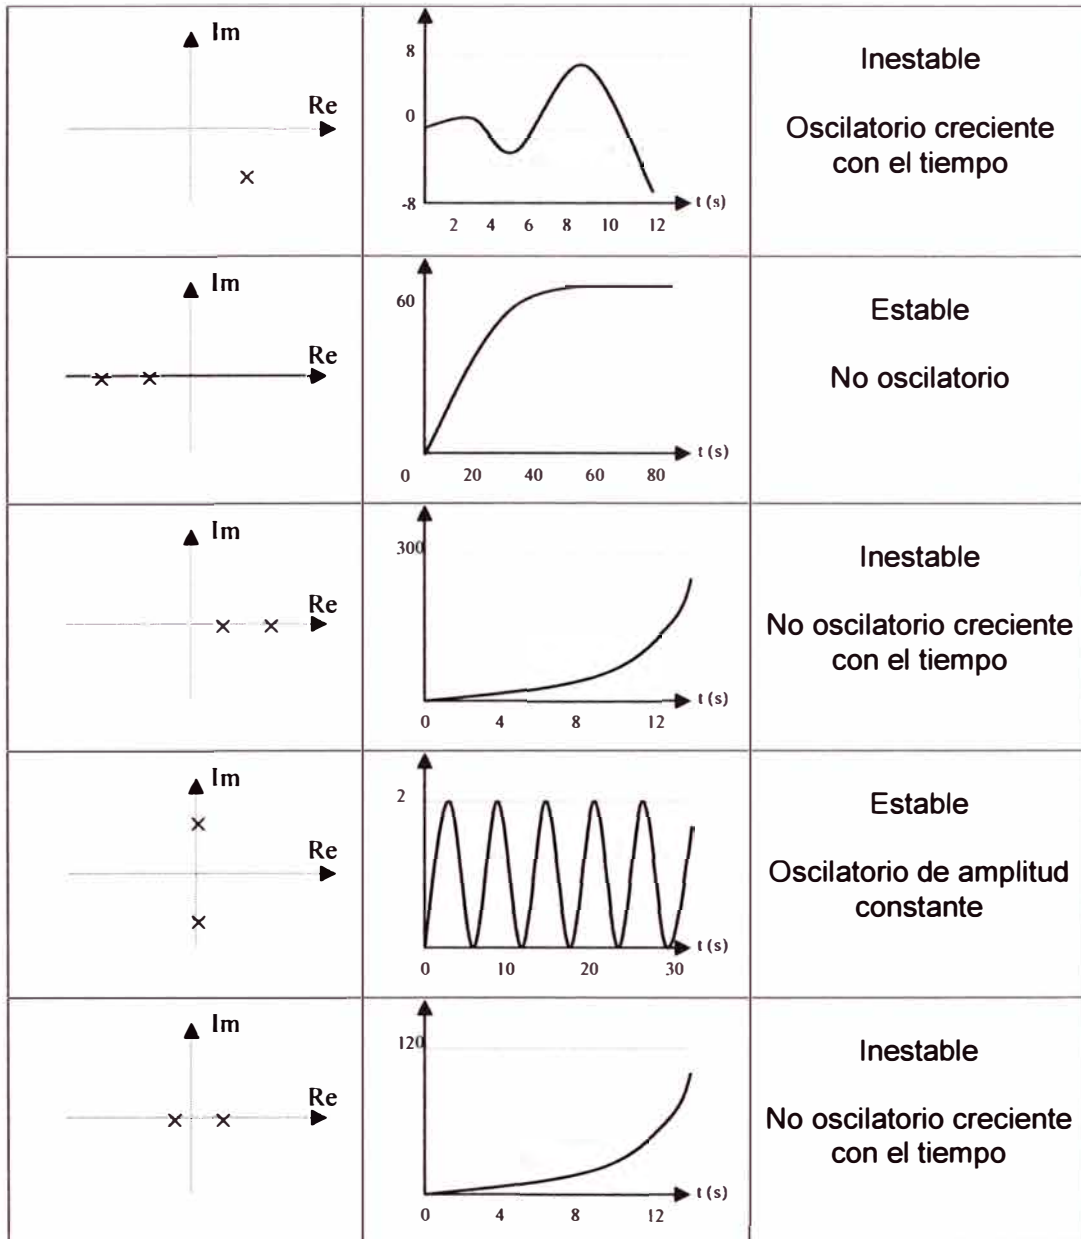 Im
Re
8
0
-8
t (s)
2 4 6 8 10 12
Inestable
Oscilatorio creciente
con el tiempo
Im
Re
60
t (s)
0 20 40 60 80
Estable
No oscilatorio
Im
Re
300
t (s)
0 4 8 12
Inestable
No oscilatorio creciente
con el tiempo
Im
Re
2
t (s)
0 10 20 30
Estable
Oscilatorio de amplitud
constante
Im
Re
120
t (s)
0 4 8 12
Inestable
No oscilatorio creciente
con el tiempo